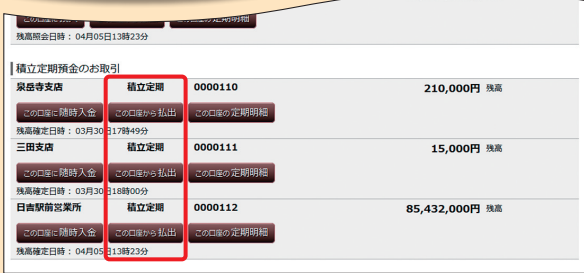 この口座の定期明細
残高照会日時：04月05日13時23分
積立定期預金のお取引
泉岳寺支店 積立定期 0000110 210,000円 残高
この口座に随時入金 この口座から払出 この口座の定期明細
残高確定日時：03月30日17時49分
三田支店 積立定期 0000111 15,000円 残高
この口座に随時入金 この口座から払出 この口座の定期明細
残高確定日時：03月30日18時00分
日吉駅前営業所 積立定期 0000112 85,432,000円 残高
この口座に随時入金 この口座から払出 この口座の定期明細
残高確定日時：04月05日13時23分